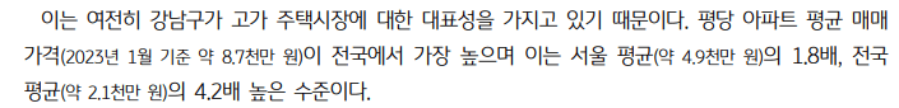 이는 여전히 강남구가 고가 주택시장에 대한 대표성을 가지고 있기 때문이다. 평당 아파트 평균 매매
가격(2023년 1월 기준 약 8.7천만 원)이 전국에서 가장 높으며 이는 서울 평균(약 4.9천만 원)의 1.8배, 전국
평균(약 2.1천만 원)의 4.2배 높은 수준이다.